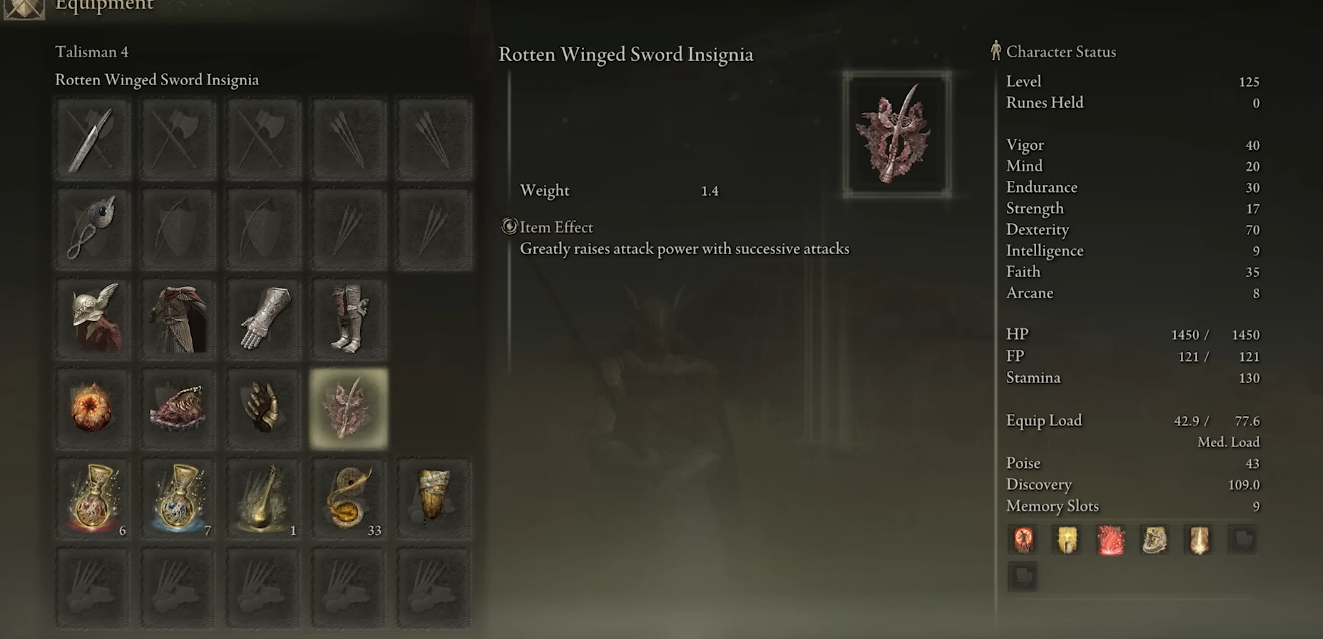 Equipment
Talisman 4
Rotten Winged Sword Insignia
6
7
1
33
Rotten Winged Sword Insignia
Weight 1.4
Item Effect
Greatly raises attack power with successive attacks
Character Status
Level 125
Runes Held 0
Vigor 40
Mind 20
Endurance 30
Strength 17
Dexterity 70
Intelligence 9
Faith 35
Arcane 8
HP 1450 / 1450
FP 121 / 121
Stamina 130
Equip Load 42.9 / 77.6
Med. Load
Poise 43
Discovery 109.0
Memory Slots 9